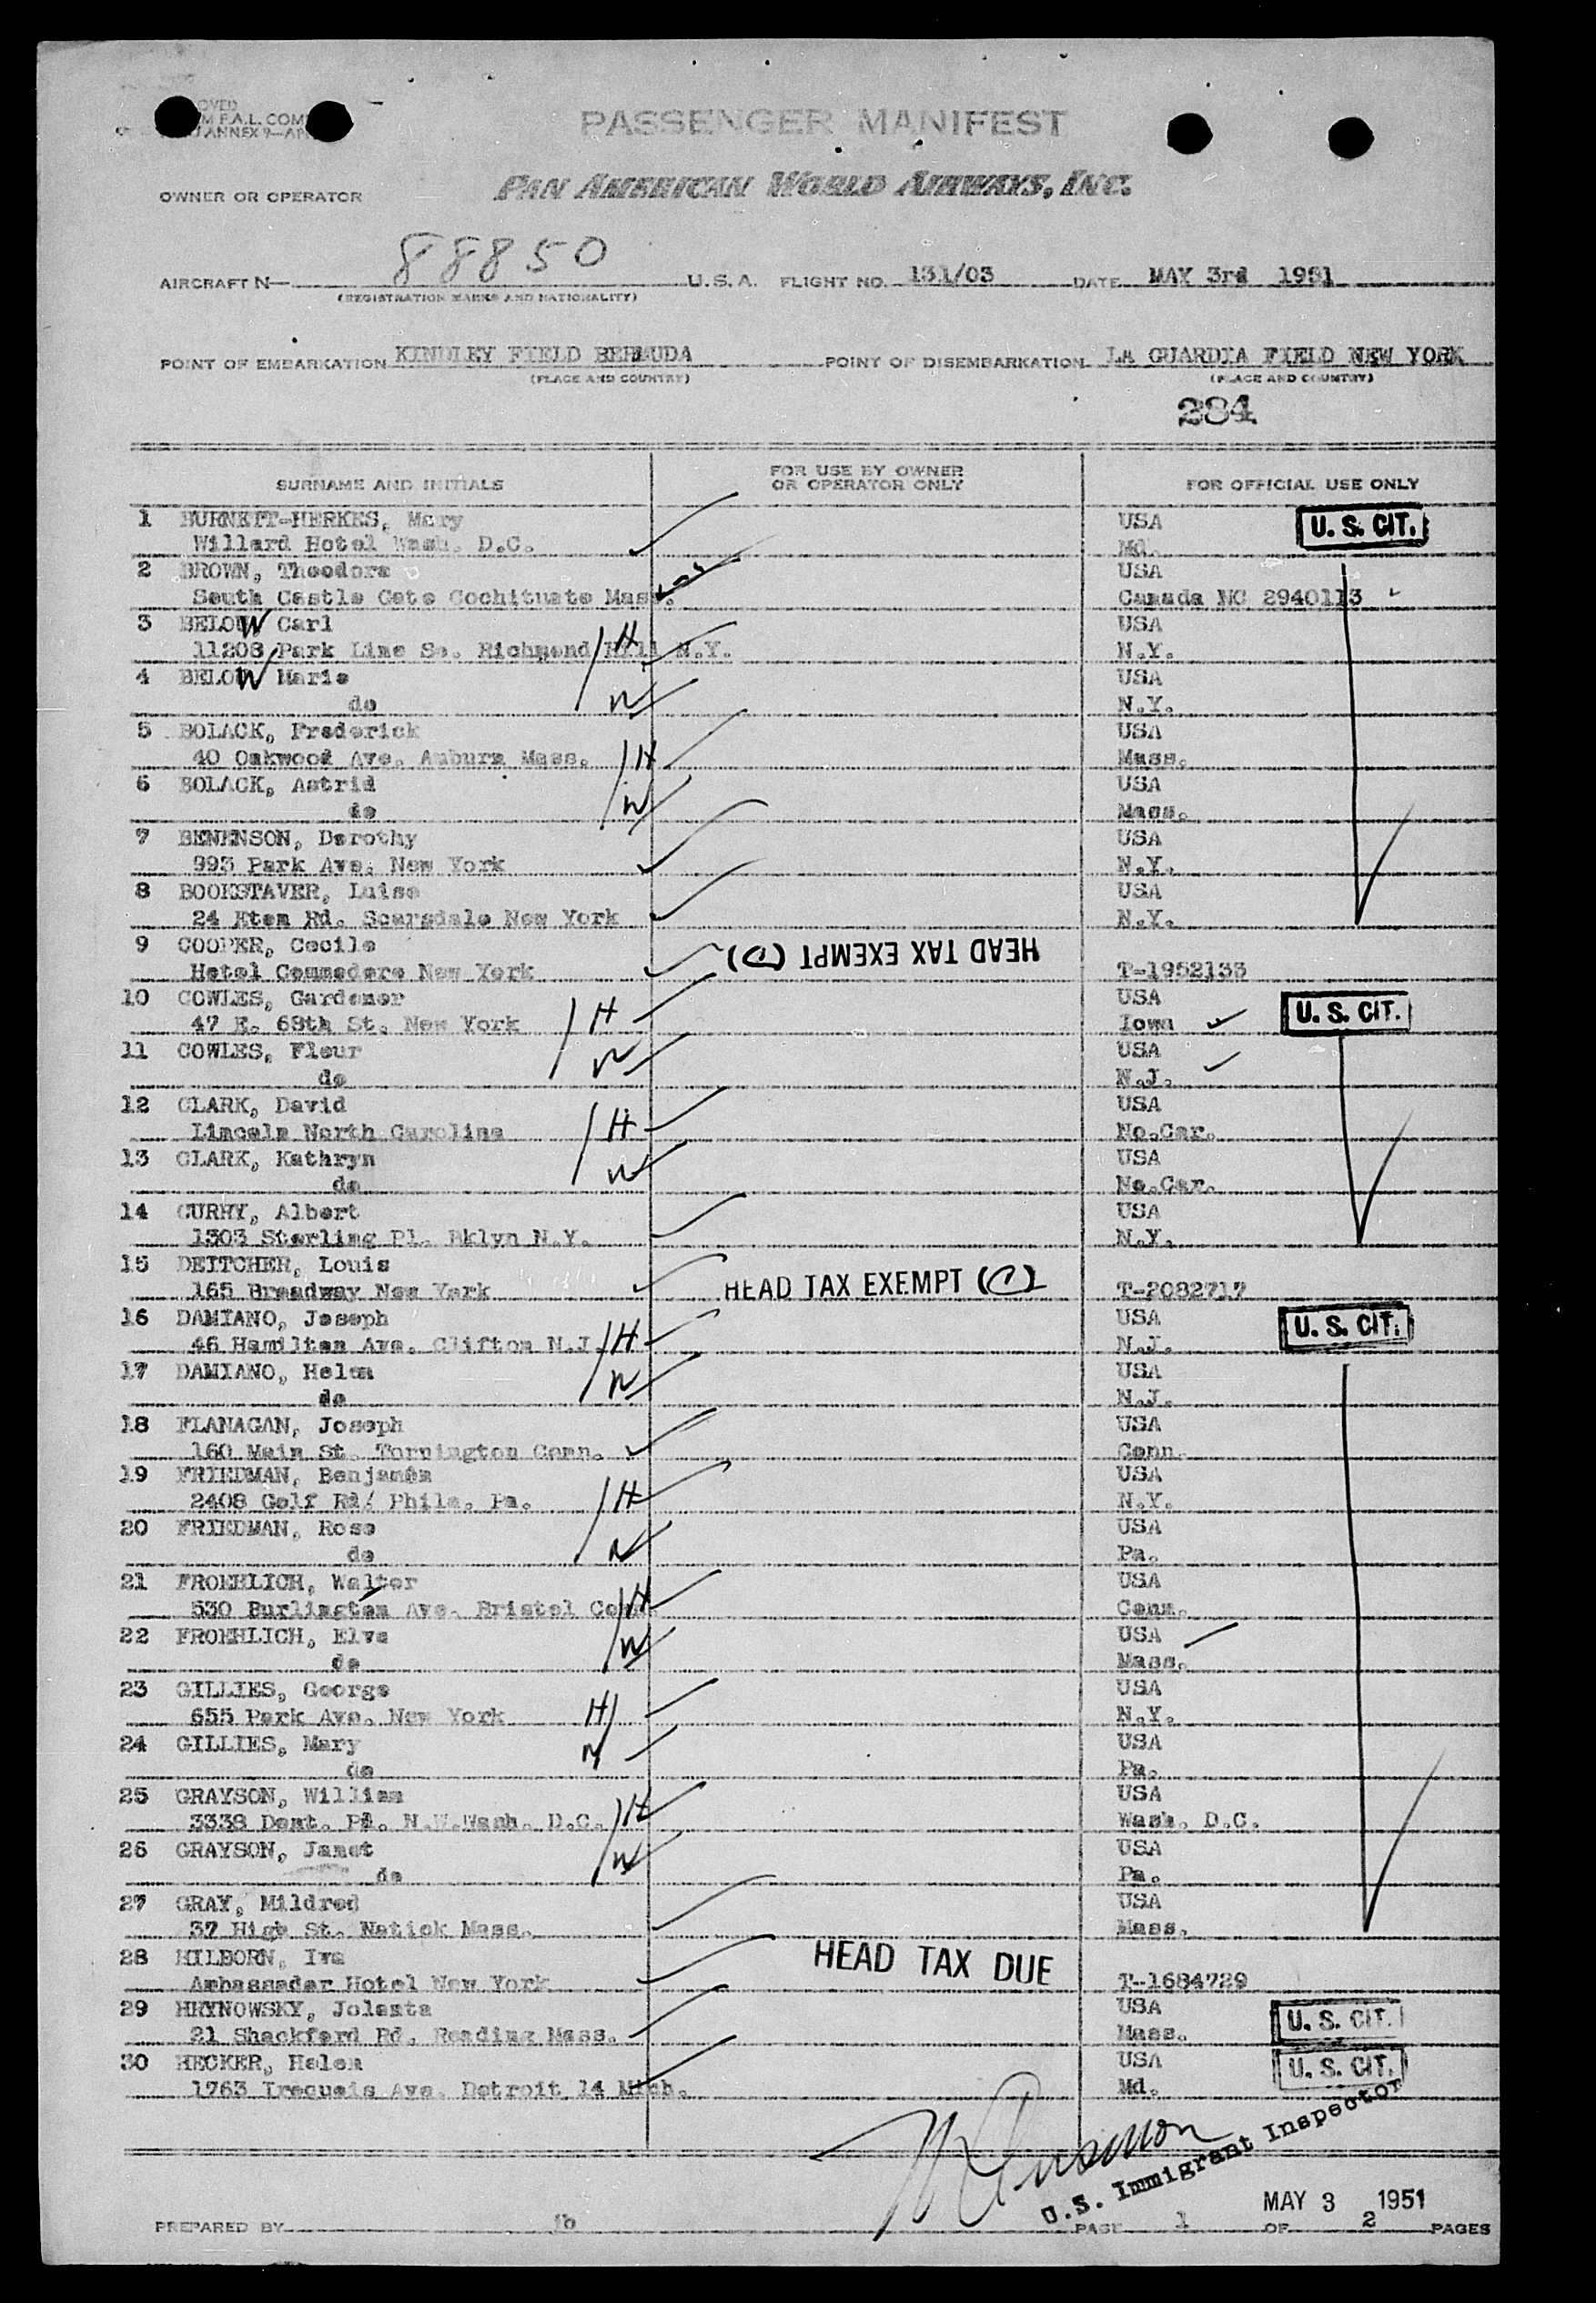 OVED
M F.A.L. COM
ANNEX 9—AP
PASSENGER MANIFEST
OWNER OR OPERATOR PAN AMERICAN WORLD AIRWAYS, INC.
AIRCRAFT N— 88850 U.S.A. FLIGHT NO. 131/03 DATE MAY 3rd 1951
(REGISTRATION MARKS AND NATIONALITY)
POINT OF EMBARKATION KINDLEY FIELD BERMUDA POINT OF DISEMBARKATION LA GUARDIA FIELD NEW YORK
(PLACE AND COUNTRY) (PLACE AND COUNTRY)
284
SURNAME AND INITIALS FOR USE BY OWNER OR OPERATOR ONLY FOR OFFICIAL USE ONLY
1 BURNETT-HERKES, Mary USA U. S. CIT.
Willard Hotel Wash. D.C. Md.
2 BROWN, Theodora USA
South Castle Gate Cochituate Mass. Canada NC 2940113
3 BELOW, Carl USA
11208 Park Lane So. Richmond Hill N.Y. H N.Y.
4 BELOW Marie USA
do W N.Y.
5 BOLACK, Frederick USA
40 Oakwood Ave. Auburn Mass. H Mass.
6 BOLACK, Astrid USA
do W Mass.
7 BENENSON, Dorothy USA
993 Park Ave. New York N.Y.
8 BOOKSTAVER, Luise USA
24 Eton Rd. Scarsdale New York N.Y.
9 COOPER, Cecile HEAD TAX EXEMPT
Hotel Commodore New York T-1952133
10 COWLES, Gardener USA U. S. CIT.
47 E. 68th St. New York H Iowa
11 COWLES, Fleur USA
do W N.J.
12 CLARK, David USA
Lincoln North Carolina H No.Car.
13 CLARK, Kathryn USA
do W No.Car.
14 CURRY, Albert USA
1303 Sterling Pl. Bklyn N.Y. N.Y.
15 DEITCHER, Louis
165 Broadway New York HEAD TAX EXEMPT (C) T-2082717
16 DAMIANO, Joseph USA U. S. CIT.
46 Hamilton Ave. Clifton N.J. H N.J.
17 DAMIANO, Helen USA
do W N.J.
18 FLANAGAN, Joseph USA
160 Main St. Torrington Conn. Conn.
19 FRIEDMAN, Benjamin USA
2408 Golf Rd. Phila. Pa. H N.Y.
20 FRIEDMAN, Rose USA
do W Pa.
21 FROEHLICH, Walter USA
530 Burlington Ave. Bristol Conn. H Conn.
22 FROEHLICH, Elva USA
do W Mass.
23 GILLIES, George USA
655 Park Ave. New York H N.Y.
24 GILLIES, Mary USA
do W Pa.
25 GRAYSON, William USA
3338 Dent. Pl. N.W. Wash. D.C. H Wash. D.C.
26 GRAYSON, Janet USA
do W Pa.
27 GRAY, Mildred USA
37 High St. Natick Mass. Mass.
28 HILBORN, Iva HEAD TAX DUE
Ambassador Hotel New York T-1684729
29 HRYNOWSKY, Jolanta USA U. S. CIT.
21 Shackford Rd. Reading Mass. Mass.
30 HECKER, Helen USA U. S. CIT.
1763 Iroquois Ave. Detroit 14 Mich. Md.
U.S. Immigrant Inspector
MAY 3 1951
PREPARED BY PAGE 1 OF 2 PAGES